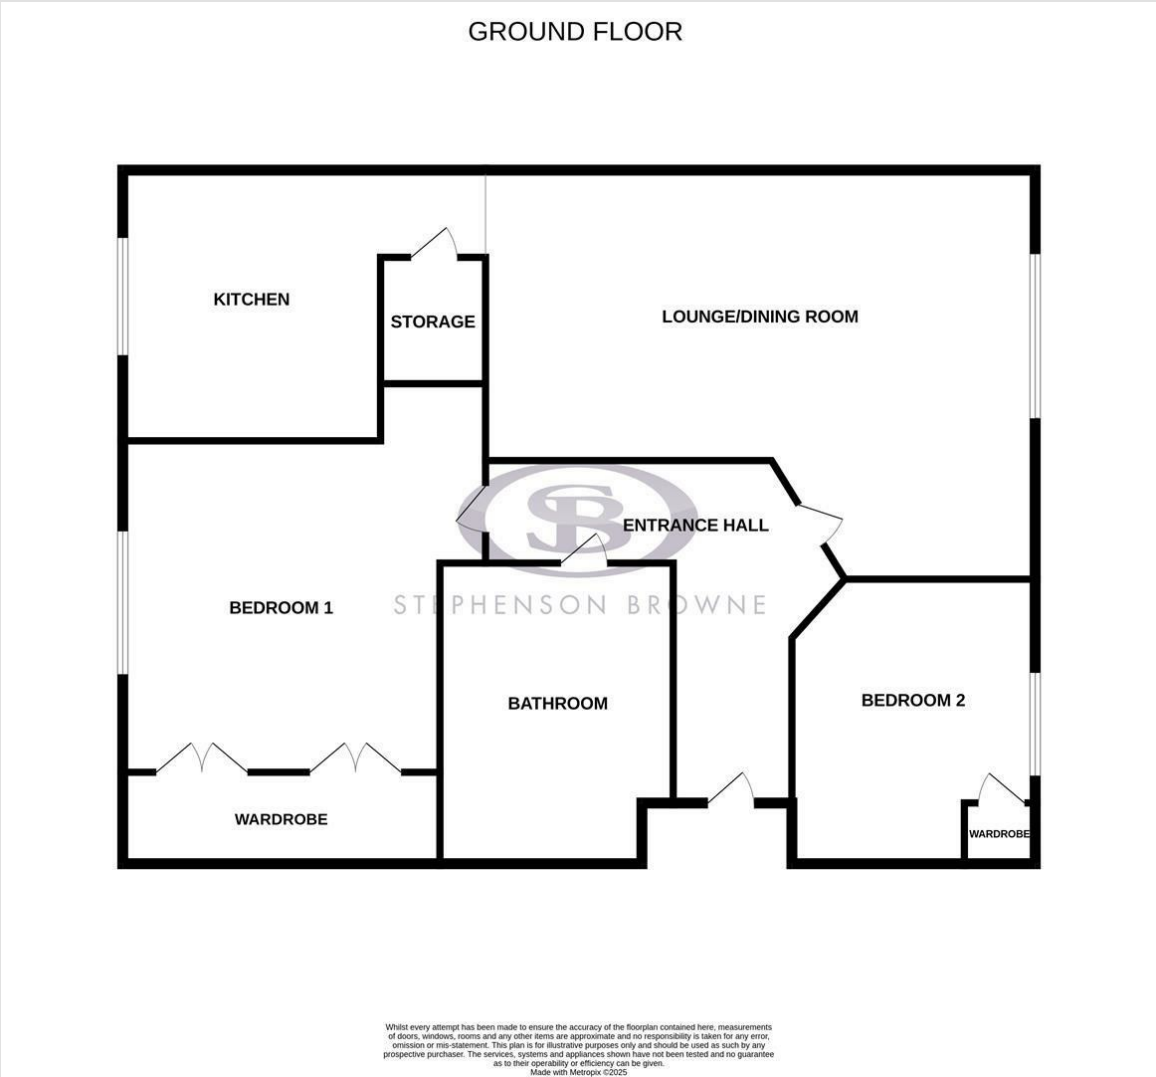 GROUND FLOOR
KITCHEN
STORAGE
LOUNGE/DINING ROOM
SB
ENTRANCE HALL
STEPHENSON BROWNE
BEDROOM 1
BATHROOM
BEDROOM 2
WARDROBE
WARDROBE
Whilst every attempt has been made to ensure the accuracy of the floorplan contained here, measurements
of doors, windows, rooms and any other items are approximate and no responsibility is taken for any error,
omission or mis-statement. This plan is for illustrative purposes only and should be used as such by any
prospective purchaser. The services, systems and appliances shown have not been tested and no guarantee
as to their operability or efficiency can be given.
Made with Metropix ©2025